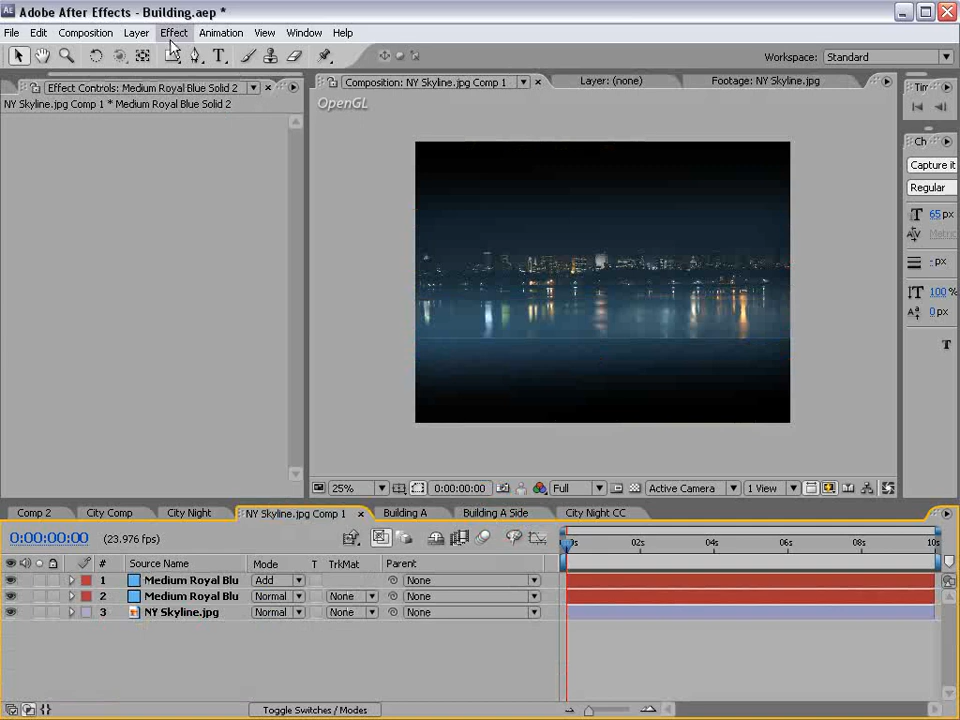 Adobe After Effects - Building.aep *
File Edit Composition Layer Effect Animation View Window Help
Workspace: Standard
Effect Controls: Medium Royal Blue Solid 2
Composition: NY Skyline.jpg Comp 1
Layer: (none)
Footage: NY Skyline.jpg
NY Skyline.jpg Comp 1 * Medium Royal Blue Solid 2
OpenGL
Ch
Capture it
Regular
65 px
Metric
- px
100 %
0 px
T
25%
0:00:00:00
Full
Active Camera
1 View
Comp 2
City Comp
City Night
NY Skyline.jpg Comp 1
Building A
Building A Side
City Night CC
0:00:00:00 (23.976 fps)
02s 04s 06s 08s 10s
# Source Name Mode T TrkMat Parent
1 Medium Royal Blu Add None
2 Medium Royal Blu Normal None None
3 NY Skyline.jpg Normal None None
Toggle Switches / Modes